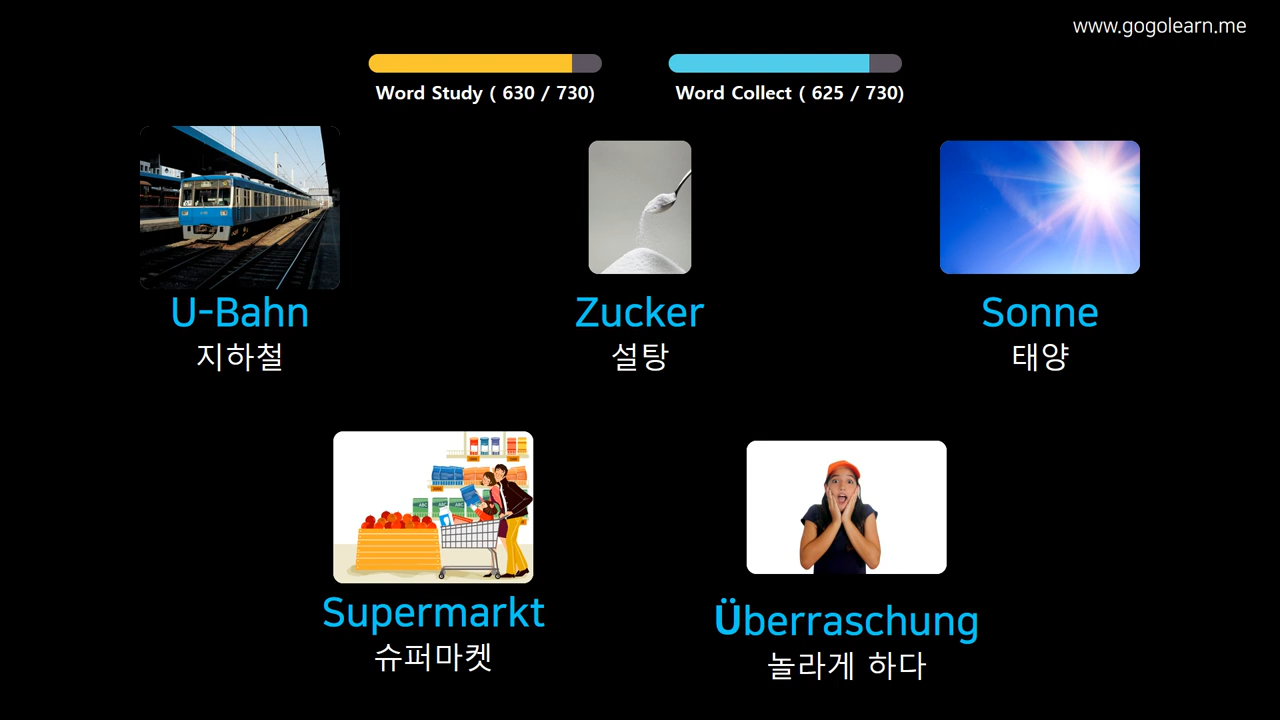 www.gogolearn.me
Word Study ( 630 / 730)
Word Collect ( 625 / 730)
U-Bahn
지하철
Zucker
설탕
Sonne
태양
Supermarkt
슈퍼마켓
Überraschung
놀라게 하다